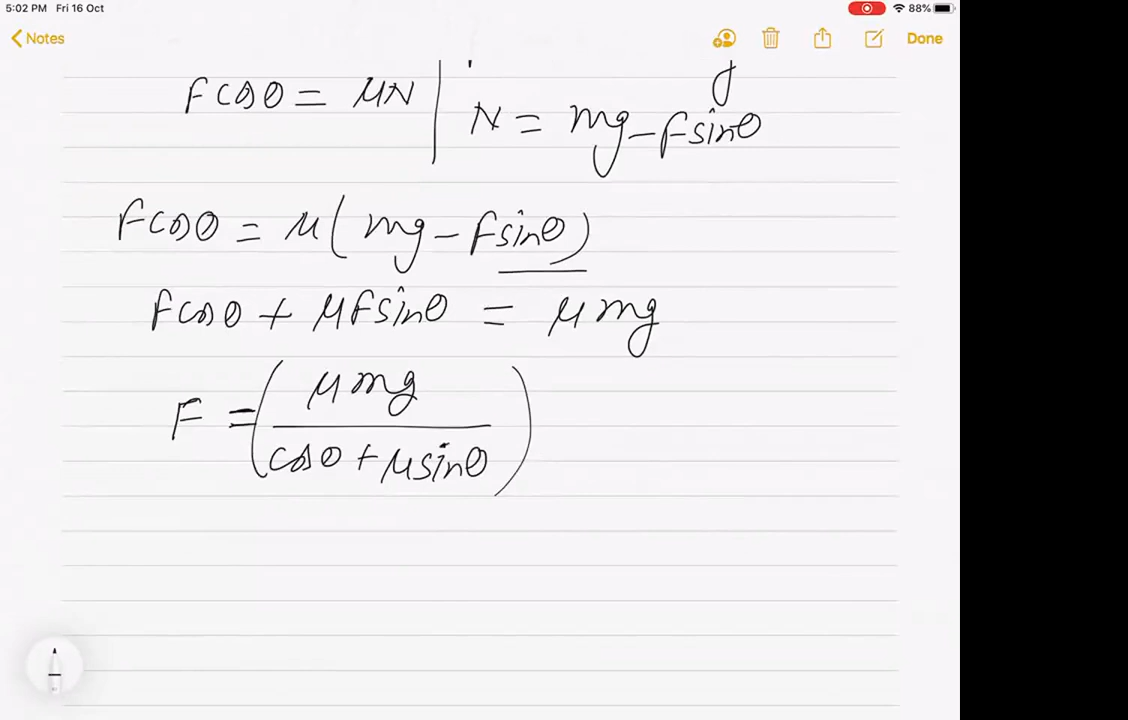 5:02 PM Fri 16 Oct 88%
Notes Done
g
Fcosθ = μN | N = mg-Fsinθ
Fcosθ = μ(mg-Fsinθ)
Fcosθ + μFsinθ = μmg
F = (μmg / cosθ+μsinθ)